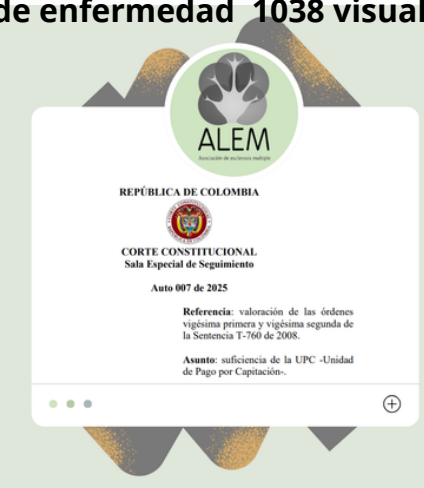 de enfermedad 1038 visual
ALEM
Asociación de esclerosis múltiple
REPÚBLICA DE COLOMBIA
CORTE CONSTITUCIONAL
Sala Especial de Seguimiento
Auto 007 de 2025
Referencia: valoración de las órdenes
vigésima primera y vigésima segunda de
la Sentencia T-760 de 2008.
Asunto: suficiencia de la UPC -Unidad
de Pago por Capitación-.